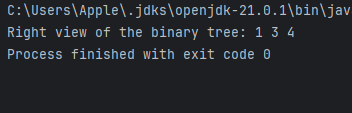 C:\Users\Apple\.jdks\openjdk-21.0.1\bin\jav
Right view of the binary tree: 1 3 4
Process finished with exit code 0